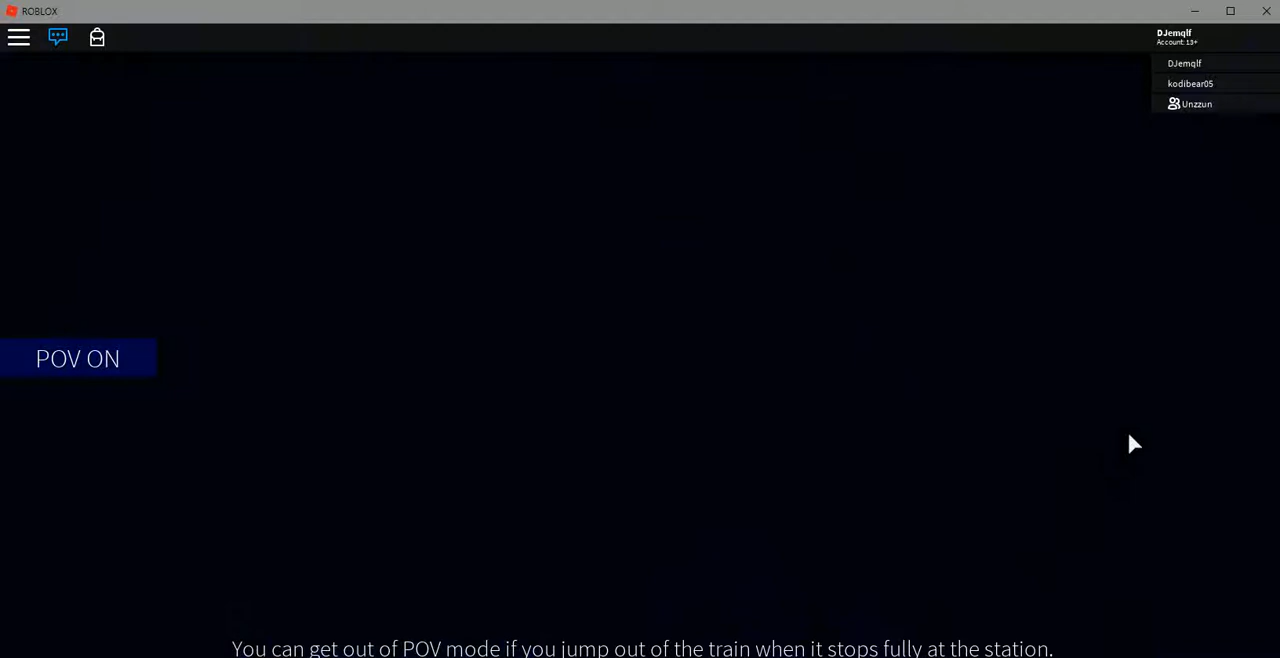 ROBLOX
DJemqlf
Account: 13+
DJemqlf
kodibear05
Unzzun
POV ON
You can get out of POV mode if you jump out of the train when it stops fully at the station.